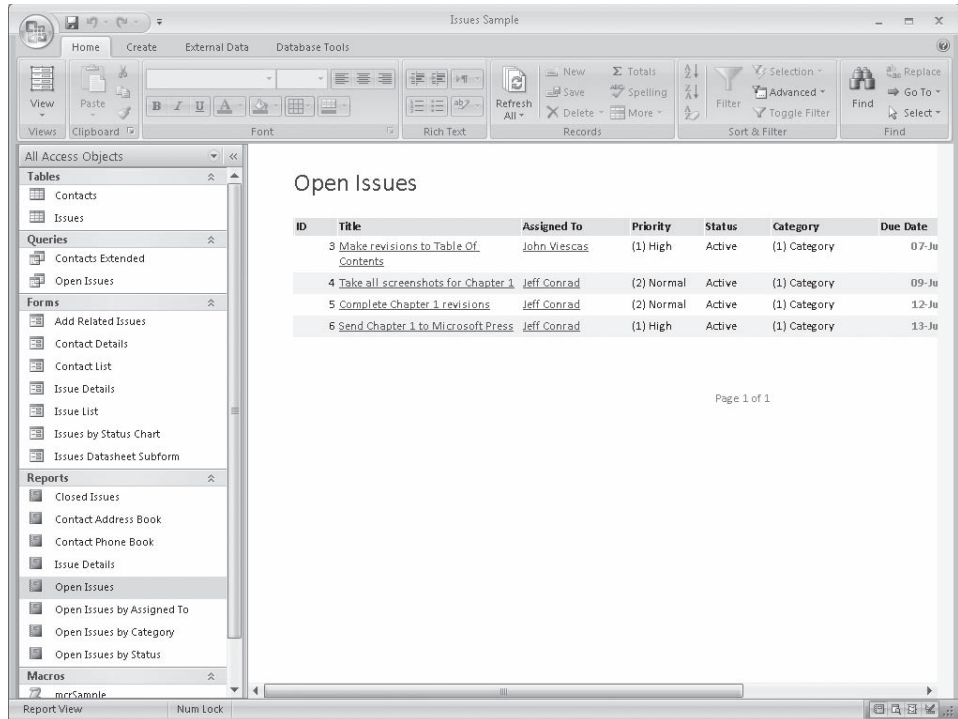 Issues Sample
Home Create External Data Database Tools
View
Views
Paste
Clipboard
B I U A
Font
Rich Text
Refresh All
New
Save
Delete
Σ Totals
Spelling
More
Records
Filter
Selection
Advanced
Toggle Filter
Sort & Filter
Find
Replace
Go To
Select
Find
All Access Objects
Tables
Contacts
Issues
Queries
Contacts Extended
Open Issues
Forms
Add Related Issues
Contact Details
Contact List
Issue Details
Issue List
Issues by Status Chart
Issues Datasheet Subform
Reports
Closed Issues
Contact Address Book
Contact Phone Book
Issue Details
Open Issues
Open Issues by Assigned To
Open Issues by Category
Open Issues by Status
Macros
mcrSample
Open Issues
ID Title Assigned To Priority Status Category Due Date
3 Make revisions to Table Of John Viescas (1) High Active (1) Category 07-Ju
Contents
4 Take all screenshots for Chapter 1 Jeff Conrad (2) Normal Active (1) Category 09-Ju
5 Complete Chapter 1 revisions Jeff Conrad (2) Normal Active (1) Category 12-Ju
6 Send Chapter 1 to Microsoft Press Jeff Conrad (1) High Active (1) Category 13-Ju
Page 1 of 1
Report View Num Lock